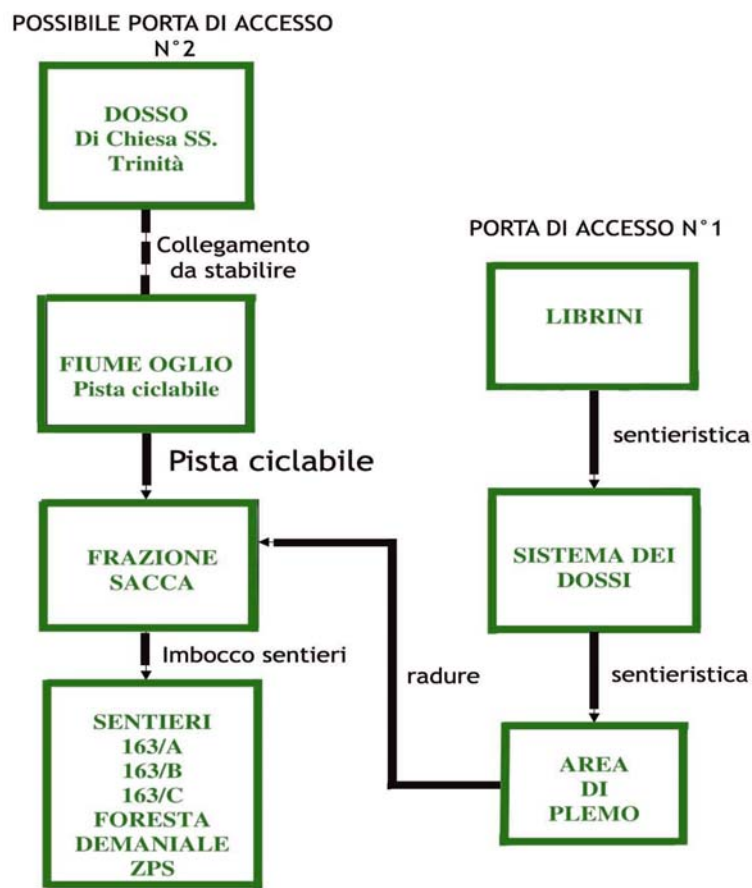 POSSIBILE PORTA DI ACCESSO
N°2
DOSSO
Di Chiesa SS.
Trinità
Collegamento
da stabilire
FIUME OGLIO
Pista ciclabile
Pista ciclabile
FRAZIONE
SACCA
Imbocco sentieri
SENTIERI
163/A
163/B
163/C
FORESTA
DEMANIALE
ZPS
PORTA DI ACCESSO N°1
LIBRINI
sentieristica
SISTEMA DEI
DOSSI
sentieristica
radure
AREA
DI
PLEMO